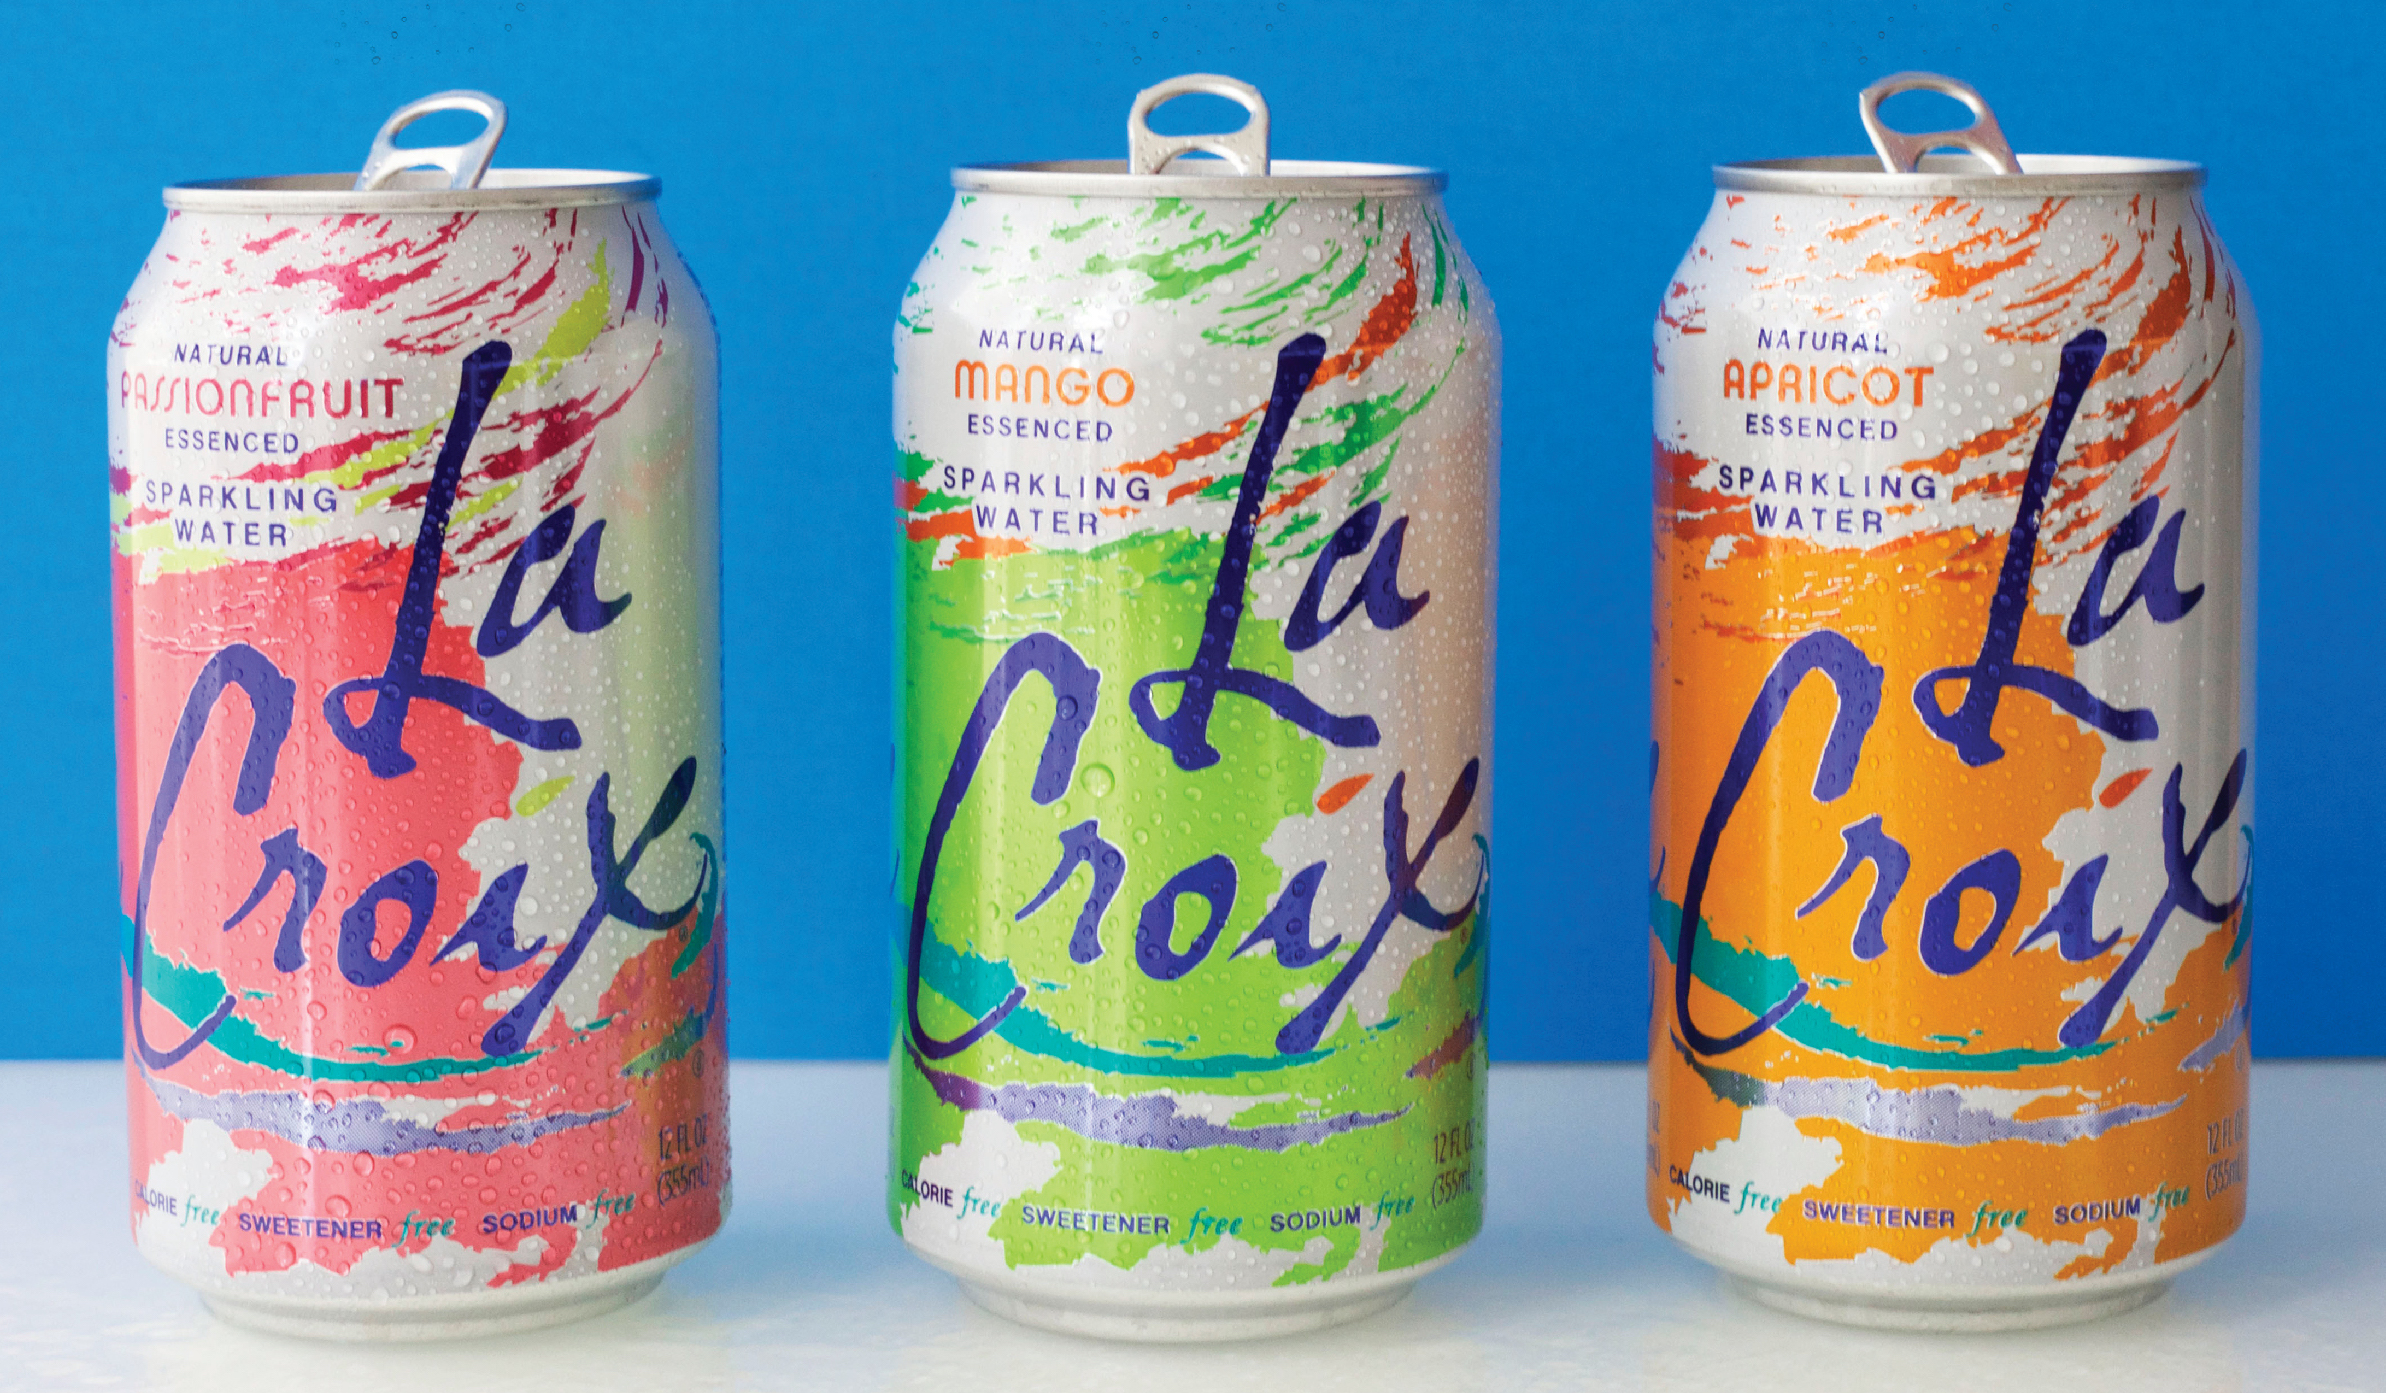 NATURAL
PASSIONFRUIT
ESSENCED
SPARKLING
WATER
La
Croix
12 FL OZ
(355mL)
CALORIE free SWEETENER free SODIUM free
NATURAL
MANGO
ESSENCED
SPARKLING
WATER
La
Croix
12 FL OZ
(355mL)
CALORIE free SWEETENER free SODIUM free
NATURAL
APRICOT
ESSENCED
SPARKLING
WATER
La
Croix
12 FL OZ
(355mL)
CALORIE free SWEETENER free SODIUM free